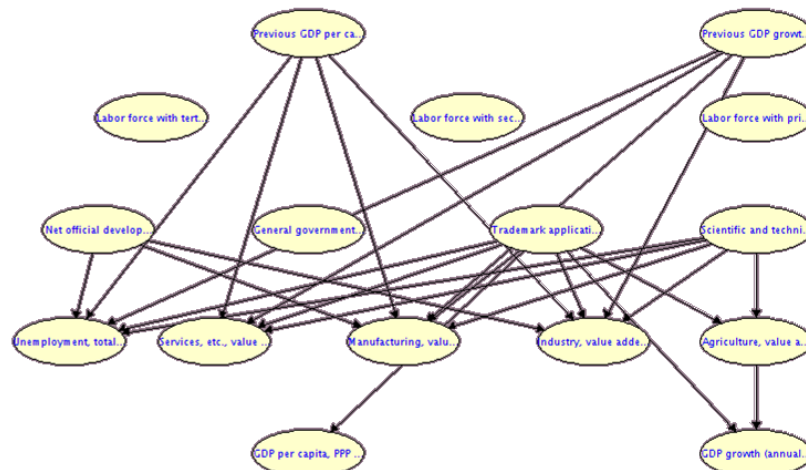 Previous GDP per ca...
Previous GDP growt...
Labor force with tert...
Labor force with sec...
Labor force with pri...
Net official develop...
General government...
Trademark applicati...
Scientific and techni...
Unemployment, total...
Services, etc., value ...
Manufacturing, valu...
Industry, value adde...
Agriculture, value a...
GDP per capita, PPP ...
GDP growth (annual...